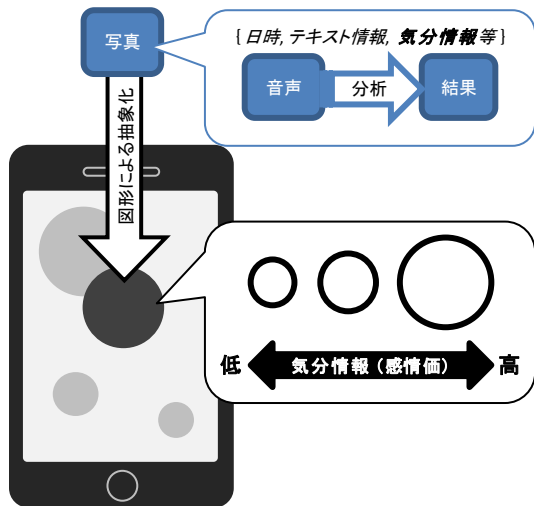 写真
{ 日時, テキスト情報, 気分情報等 }
音声
分析
結果
図形による抽象化
低
気分情報（感情価）
高